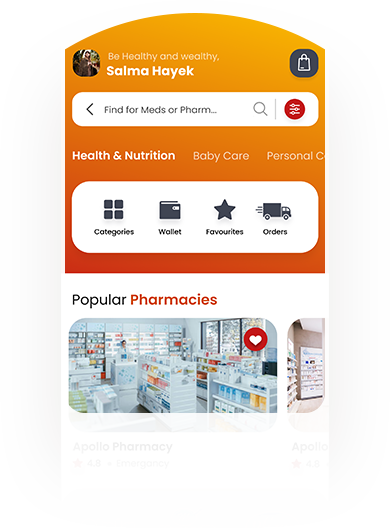 Be Healthy and wealthy,
Salma Hayek
Find for Meds or Pharm...
Health & Nutrition Baby Care Personal C
Categories Wallet Favourites Orders
Popular Pharmacies
Apollo Pharmacy Apollo
4.8 Emergency 4.8